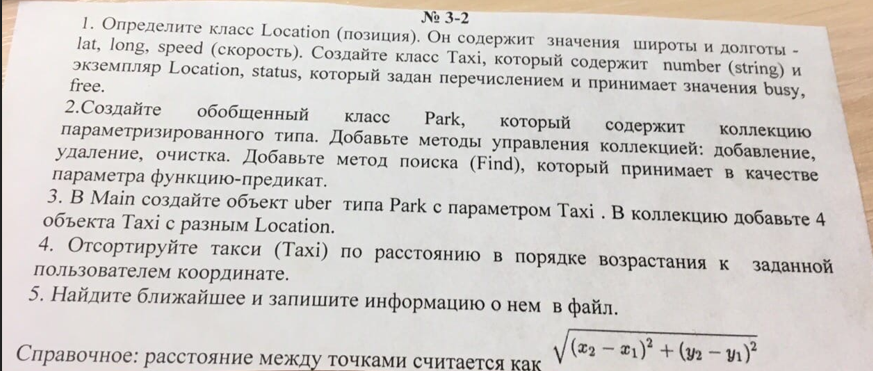 № 3-2
1. Определите класс Location (позиция). Он содержит значения широты и долготы -
lat, long, speed (скорость). Создайте класс Taxi, который содержит number (string) и
экземпляр Location, status, который задан перечислением и принимает значения busy,
free.
2.Создайте обобщенный класс Park, который содержит коллекцию
параметризированного типа. Добавьте методы управления коллекцией: добавление,
удаление, очистка. Добавьте метод поиска (Find), который принимает в качестве
параметра функцию-предикат.
3. В Main создайте объект uber типа Park с параметром Taxi . В коллекцию добавьте 4
объекта Taxi с разным Location.
4. Отсортируйте такси (Taxi) по расстоянию в порядке возрастания к заданной
пользователем координате.
5. Найдите ближайшее и запишите информацию о нем в файл.
Справочное: расстояние между точками считается как √(x₂ − x₁)² + (y₂ − y₁)²